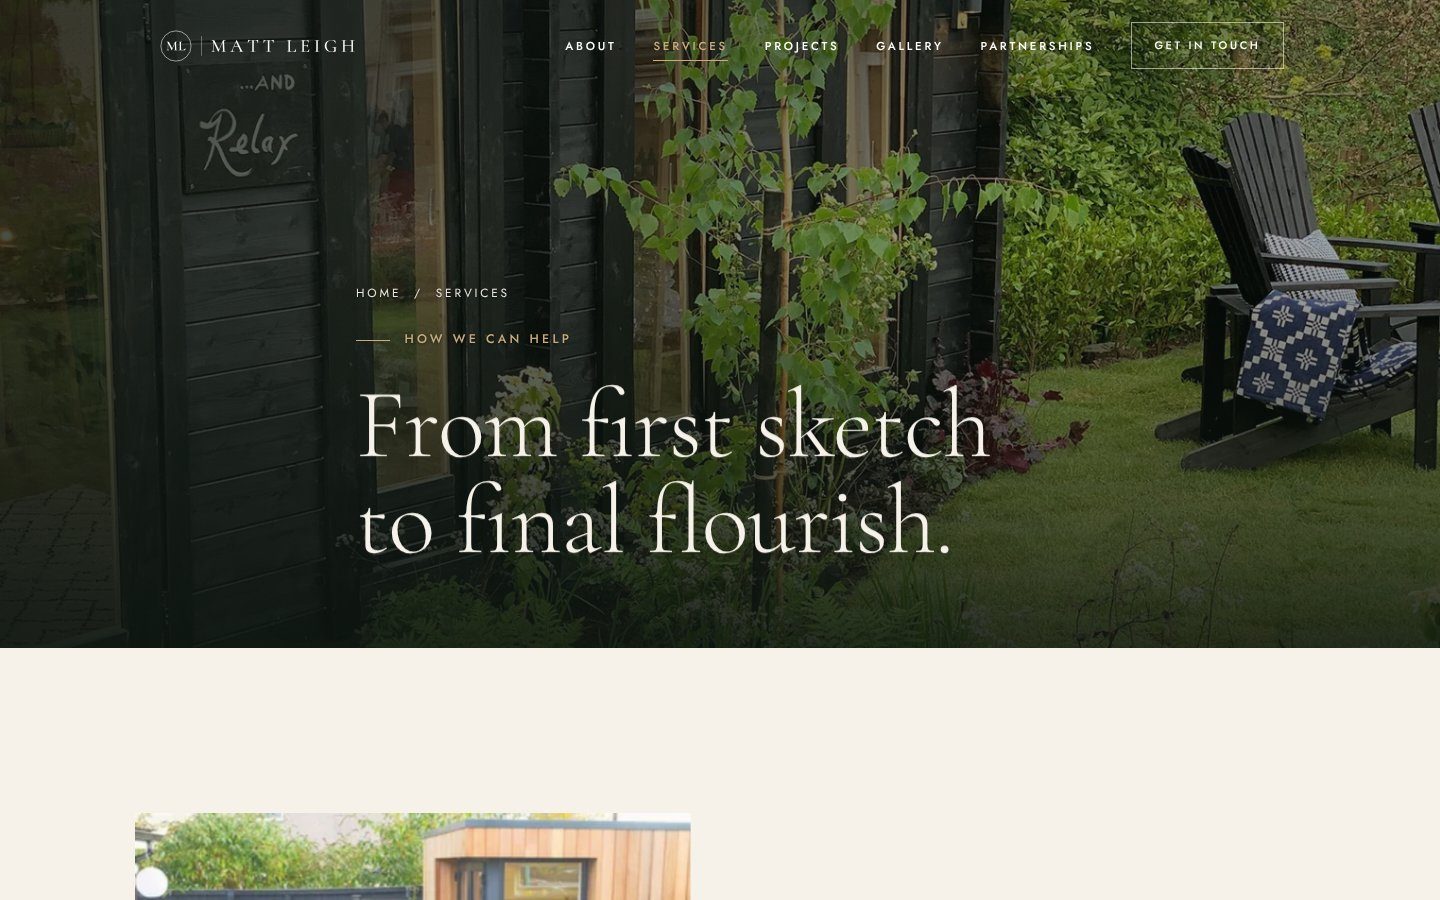 ML MATT LEIGH
ABOUT SERVICES PROJECTS GALLERY PARTNERSHIPS GET IN TOUCH
...AND
Relax
HOME / SERVICES
HOW WE CAN HELP
From first sketch
to final flourish.